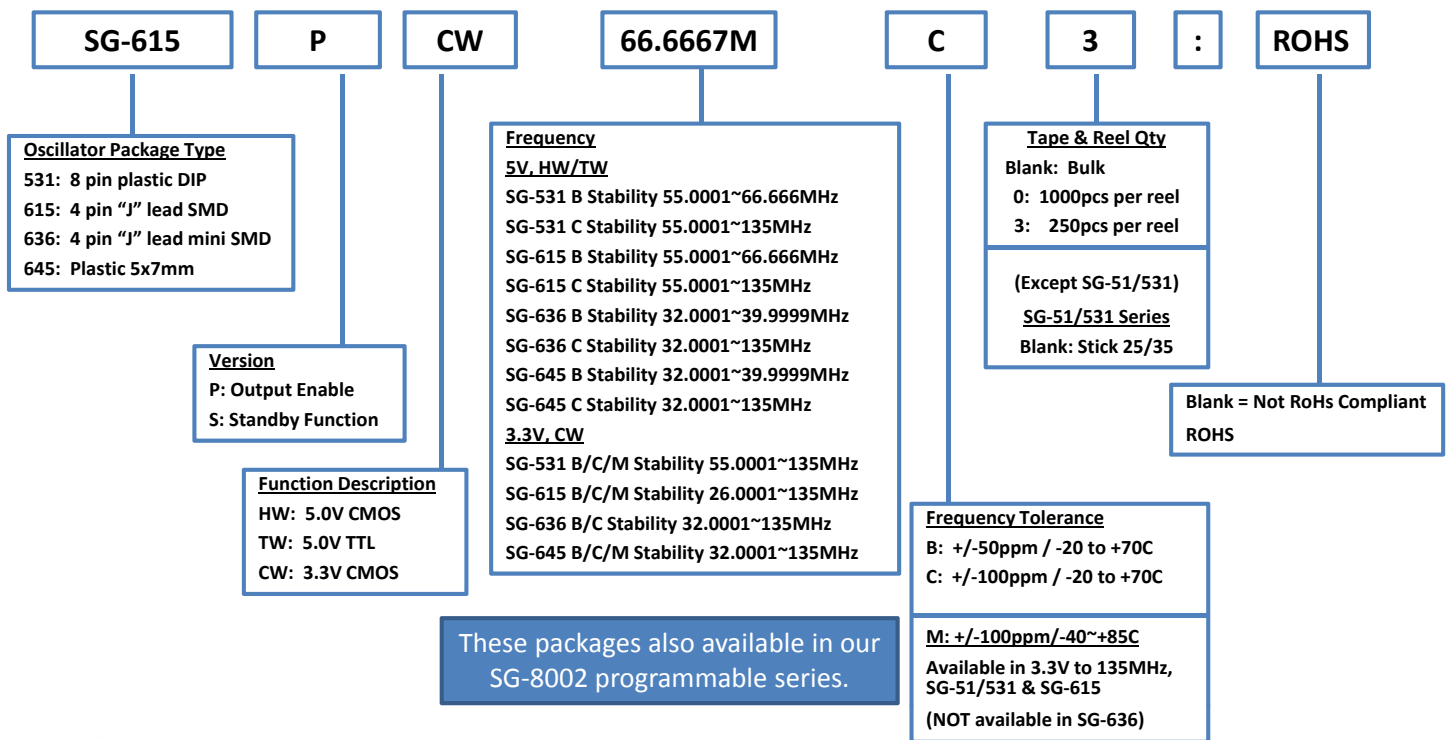 SG-615 P CW 66.6667M C 3 : ROHS
Oscillator Package Type
531: 8 pin plastic DIP
615: 4 pin “J” lead SMD
636: 4 pin “J” lead mini SMD
645: Plastic 5x7mm
Version
P: Output Enable
S: Standby Function
Function Description
HW: 5.0V CMOS
TW: 5.0V TTL
CW: 3.3V CMOS
Frequency
5V, HW/TW
SG-531 B Stability 55.0001~66.666MHz
SG-531 C Stability 55.0001~135MHz
SG-615 B Stability 55.0001~66.666MHz
SG-615 C Stability 55.0001~135MHz
SG-636 B Stability 32.0001~39.9999MHz
SG-636 C Stability 32.0001~135MHz
SG-645 B Stability 32.0001~39.9999MHz
SG-645 C Stability 32.0001~135MHz
3.3V, CW
SG-531 B/C/M Stability 55.0001~135MHz
SG-615 B/C/M Stability 26.0001~135MHz
SG-636 B/C Stability 32.0001~135MHz
SG-645 B/C/M Stability 32.0001~135MHz
Tape & Reel Qty
Blank: Bulk
0: 1000pcs per reel
3: 250pcs per reel
(Except SG-51/531)
SG-51/531 Series
Blank: Stick 25/35
Blank = Not RoHs Compliant
ROHS
Frequency Tolerance
B: +/-50ppm / -20 to +70C
C: +/-100ppm / -20 to +70C
M: +/-100ppm/-40~+85C
Available in 3.3V to 135MHz,
SG-51/531 & SG-615
(NOT available in SG-636)
These packages also available in our
SG-8002 programmable series.